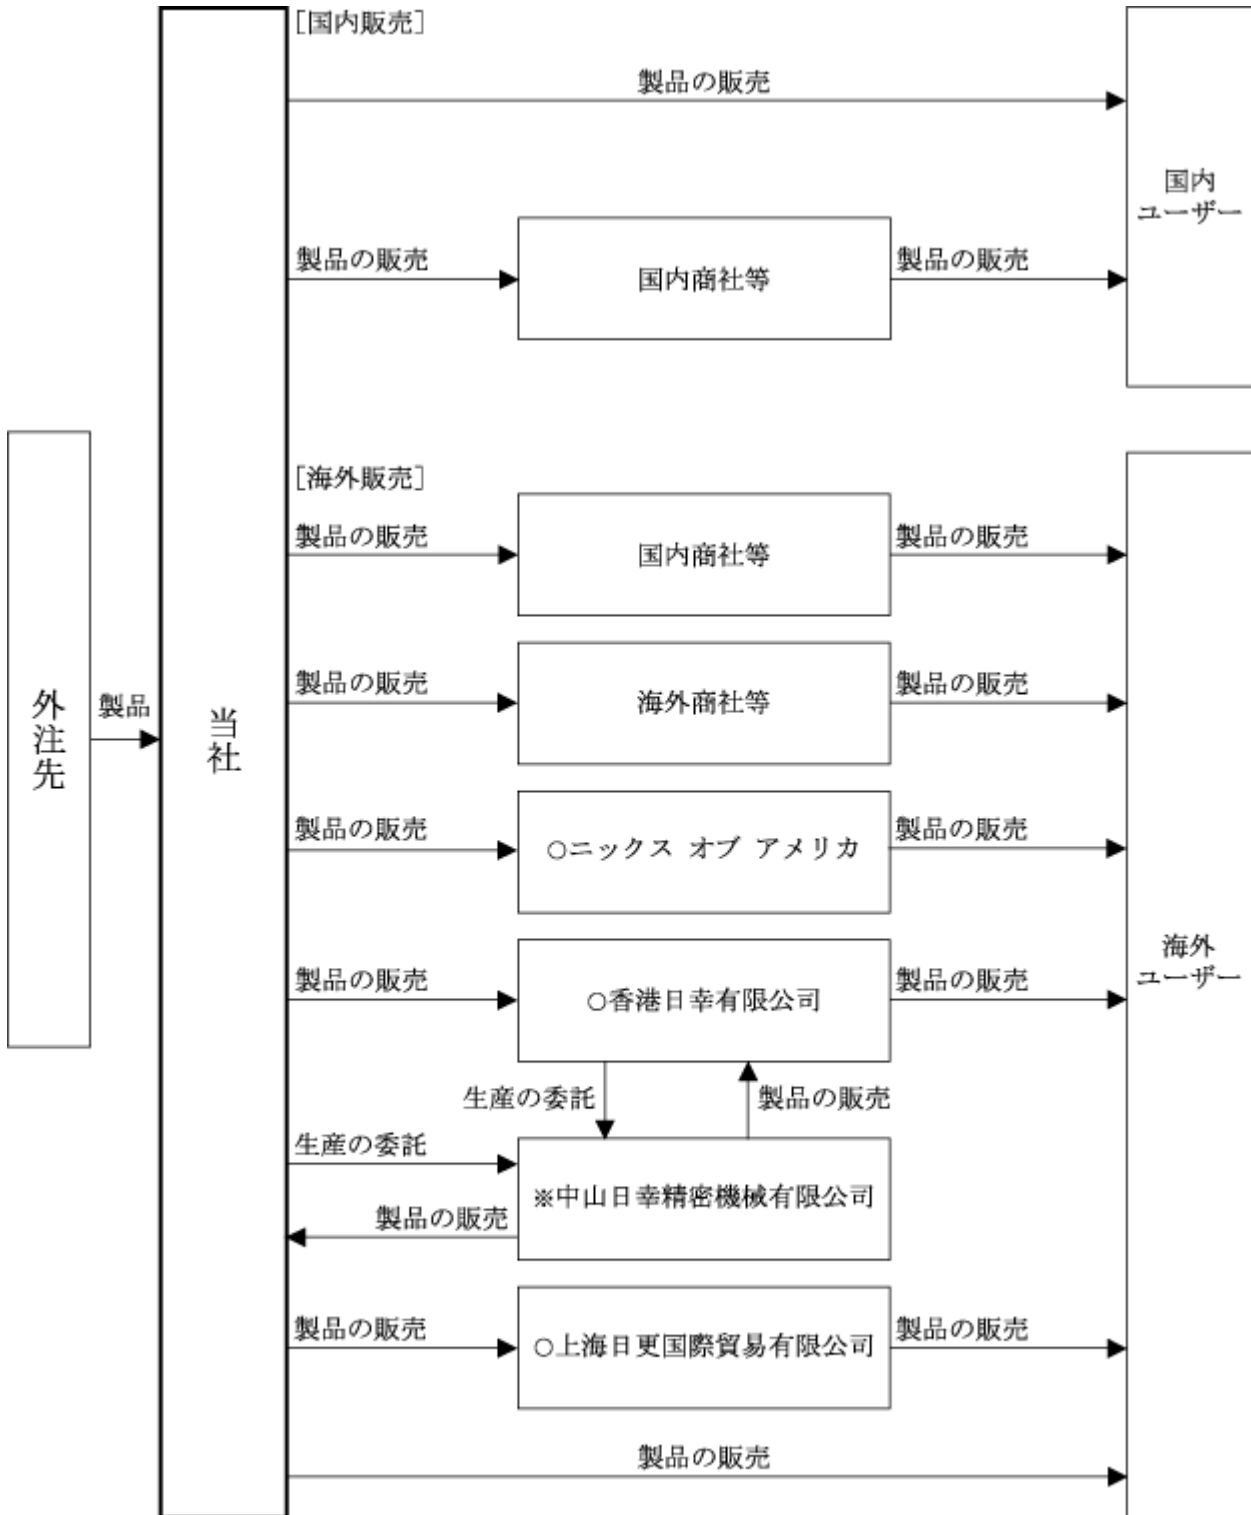 ［国内販売］
製品の販売
国内
ユーザー
製品の販売
国内商社等
製品の販売
［海外販売］
製品の販売
国内商社等
製品の販売
製品の販売
海外商社等
製品の販売
外注先
製品
当社
製品の販売
○ニックス オブ アメリカ
製品の販売
製品の販売
○香港日幸有限公司
製品の販売
海外
ユーザー
生産の委託
製品の販売
生産の委託
※中山日幸精密機械有限公司
製品の販売
製品の販売
○上海日更国際貿易有限公司
製品の販売
製品の販売